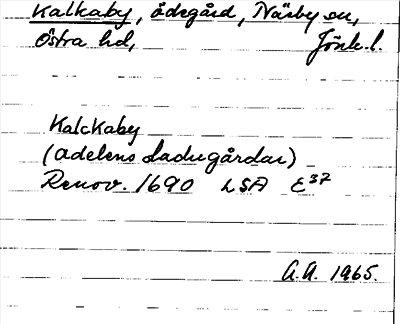 Kalkaby, ödegård, Näsby sn,
Östra hd, Jönk. l.
Kalckaby
(adelens Ladugårdar)
Renov. 1690 LSA E37
A.A. 1965.